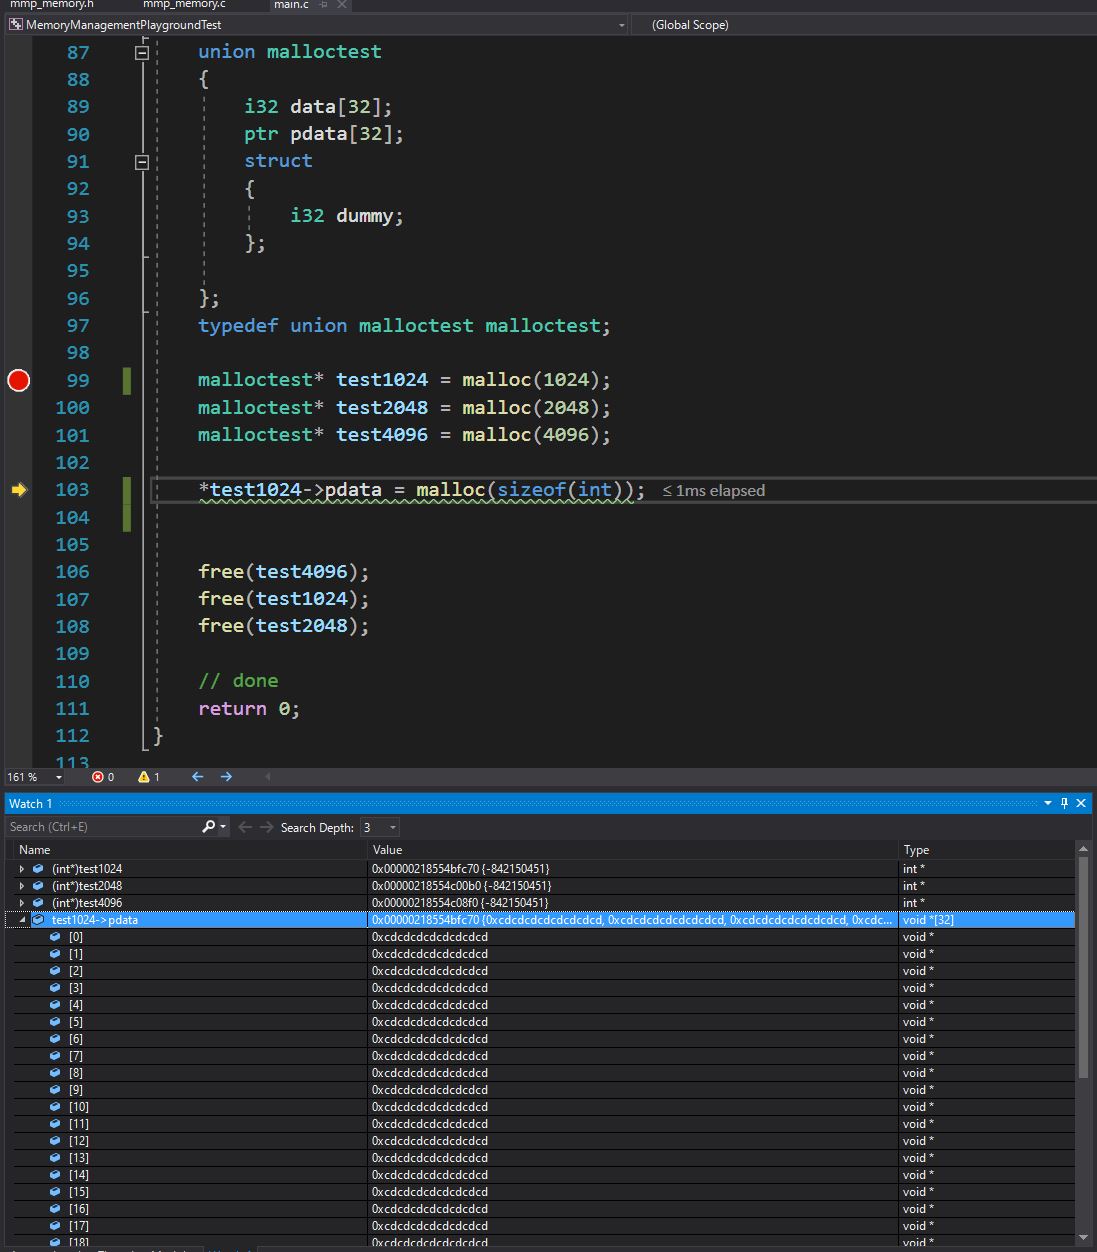 mmp_memory.h mmp_memory.c main.c
MemoryManagementPlaygroundTest (Global Scope)
87 union malloctest
88 {
89 i32 data[32];
90 ptr pdata[32];
91 struct
92 {
93 i32 dummy;
94 };
95
96 };
97 typedef union malloctest malloctest;
98
99 malloctest* test1024 = malloc(1024);
100 malloctest* test2048 = malloc(2048);
101 malloctest* test4096 = malloc(4096);
102
103 *test1024->pdata = malloc(sizeof(int)); ≤ 1ms elapsed
104
105
106 free(test4096);
107 free(test1024);
108 free(test2048);
109
110 // done
111 return 0;
112 }
113
161 % 0 1
Watch 1
Search (Ctrl+E) Search Depth: 3
Name Value Type
(int*)test1024 0x00000218554bfc70 {-842150451} int *
(int*)test2048 0x00000218554c00b0 {-842150451} int *
(int*)test4096 0x00000218554c08f0 {-842150451} int *
test1024->pdata 0x00000218554bfc70 {0xcdcdcdcdcdcdcdcd, 0xcdcdcdcdcdcdcdcd, 0xcdcdcdcdcdcdcdcd, 0xcdc... void *[32]
[0] 0xcdcdcdcdcdcdcdcd void *
[1] 0xcdcdcdcdcdcdcdcd void *
[2] 0xcdcdcdcdcdcdcdcd void *
[3] 0xcdcdcdcdcdcdcdcd void *
[4] 0xcdcdcdcdcdcdcdcd void *
[5] 0xcdcdcdcdcdcdcdcd void *
[6] 0xcdcdcdcdcdcdcdcd void *
[7] 0xcdcdcdcdcdcdcdcd void *
[8] 0xcdcdcdcdcdcdcdcd void *
[9] 0xcdcdcdcdcdcdcdcd void *
[10] 0xcdcdcdcdcdcdcdcd void *
[11] 0xcdcdcdcdcdcdcdcd void *
[12] 0xcdcdcdcdcdcdcdcd void *
[13] 0xcdcdcdcdcdcdcdcd void *
[14] 0xcdcdcdcdcdcdcdcd void *
[15] 0xcdcdcdcdcdcdcdcd void *
[16] 0xcdcdcdcdcdcdcdcd void *
[17] 0xcdcdcdcdcdcdcdcd void *
[18] 0xcdcdcdcdcdcdcdcd void *